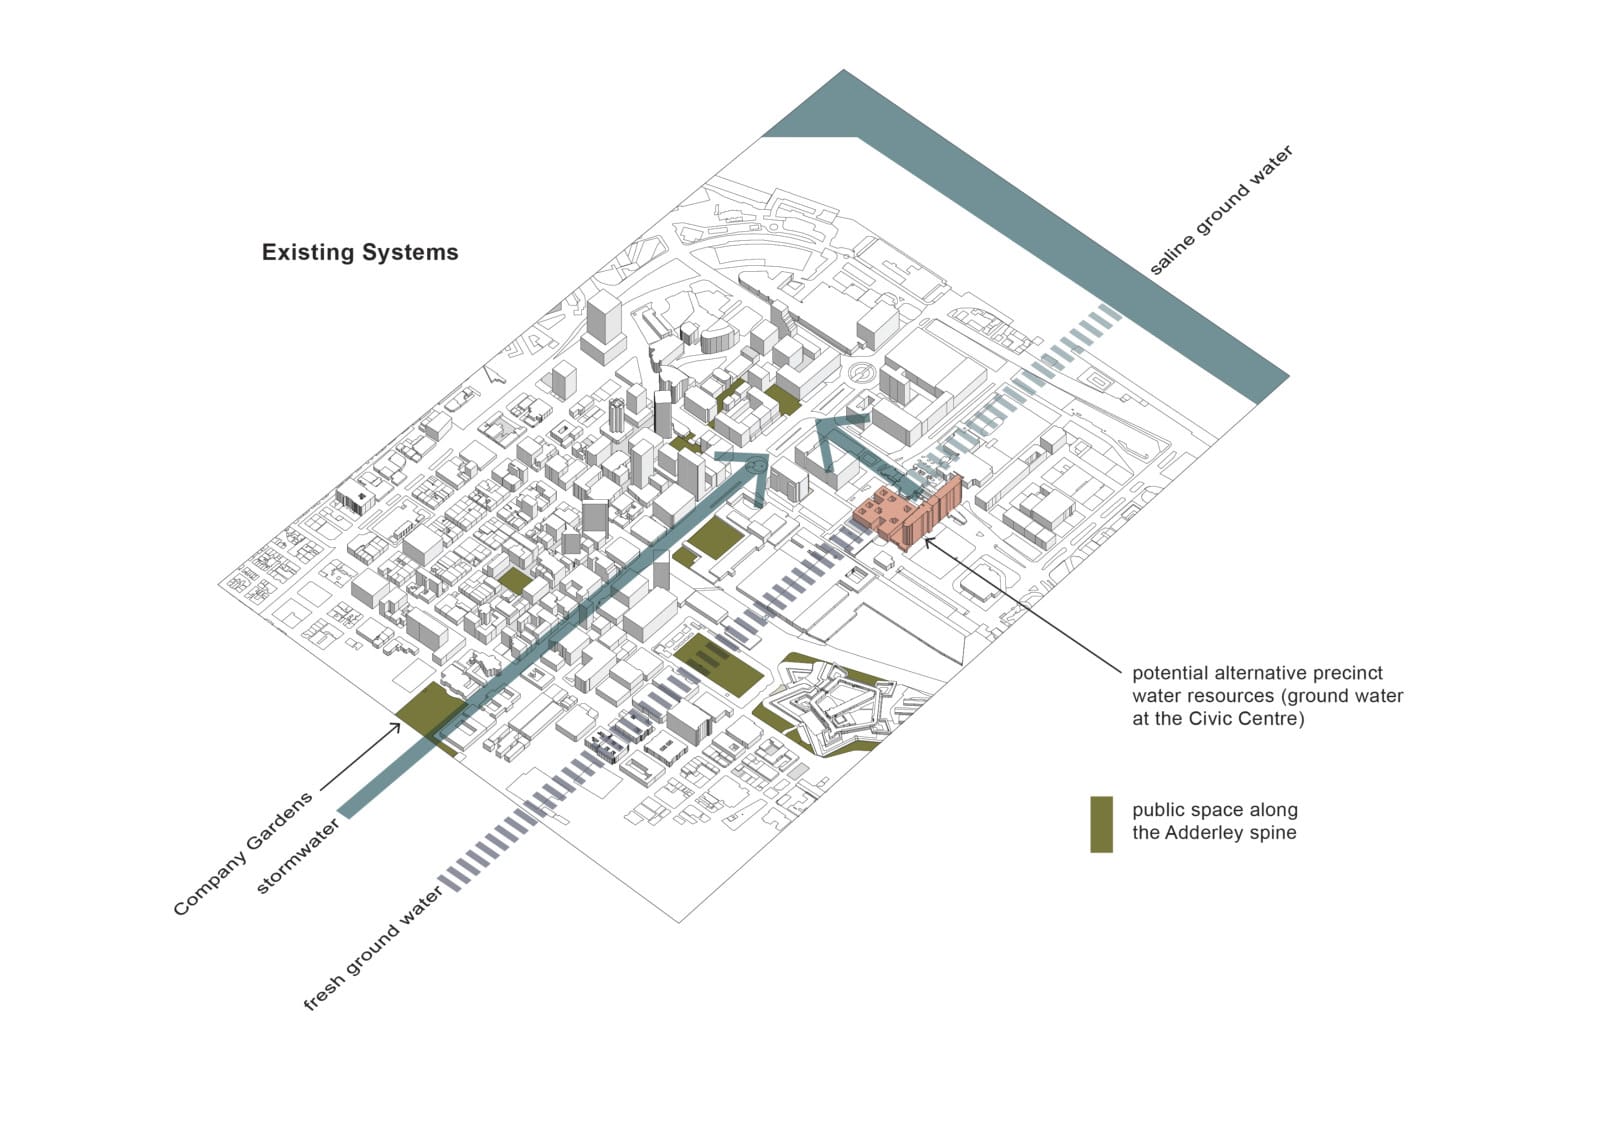 Existing Systems
saline ground water
potential alternative precinct
water resources (ground water
at the Civic Centre)
public space along
the Adderley spine
Company Gardens
stormwater
fresh ground water